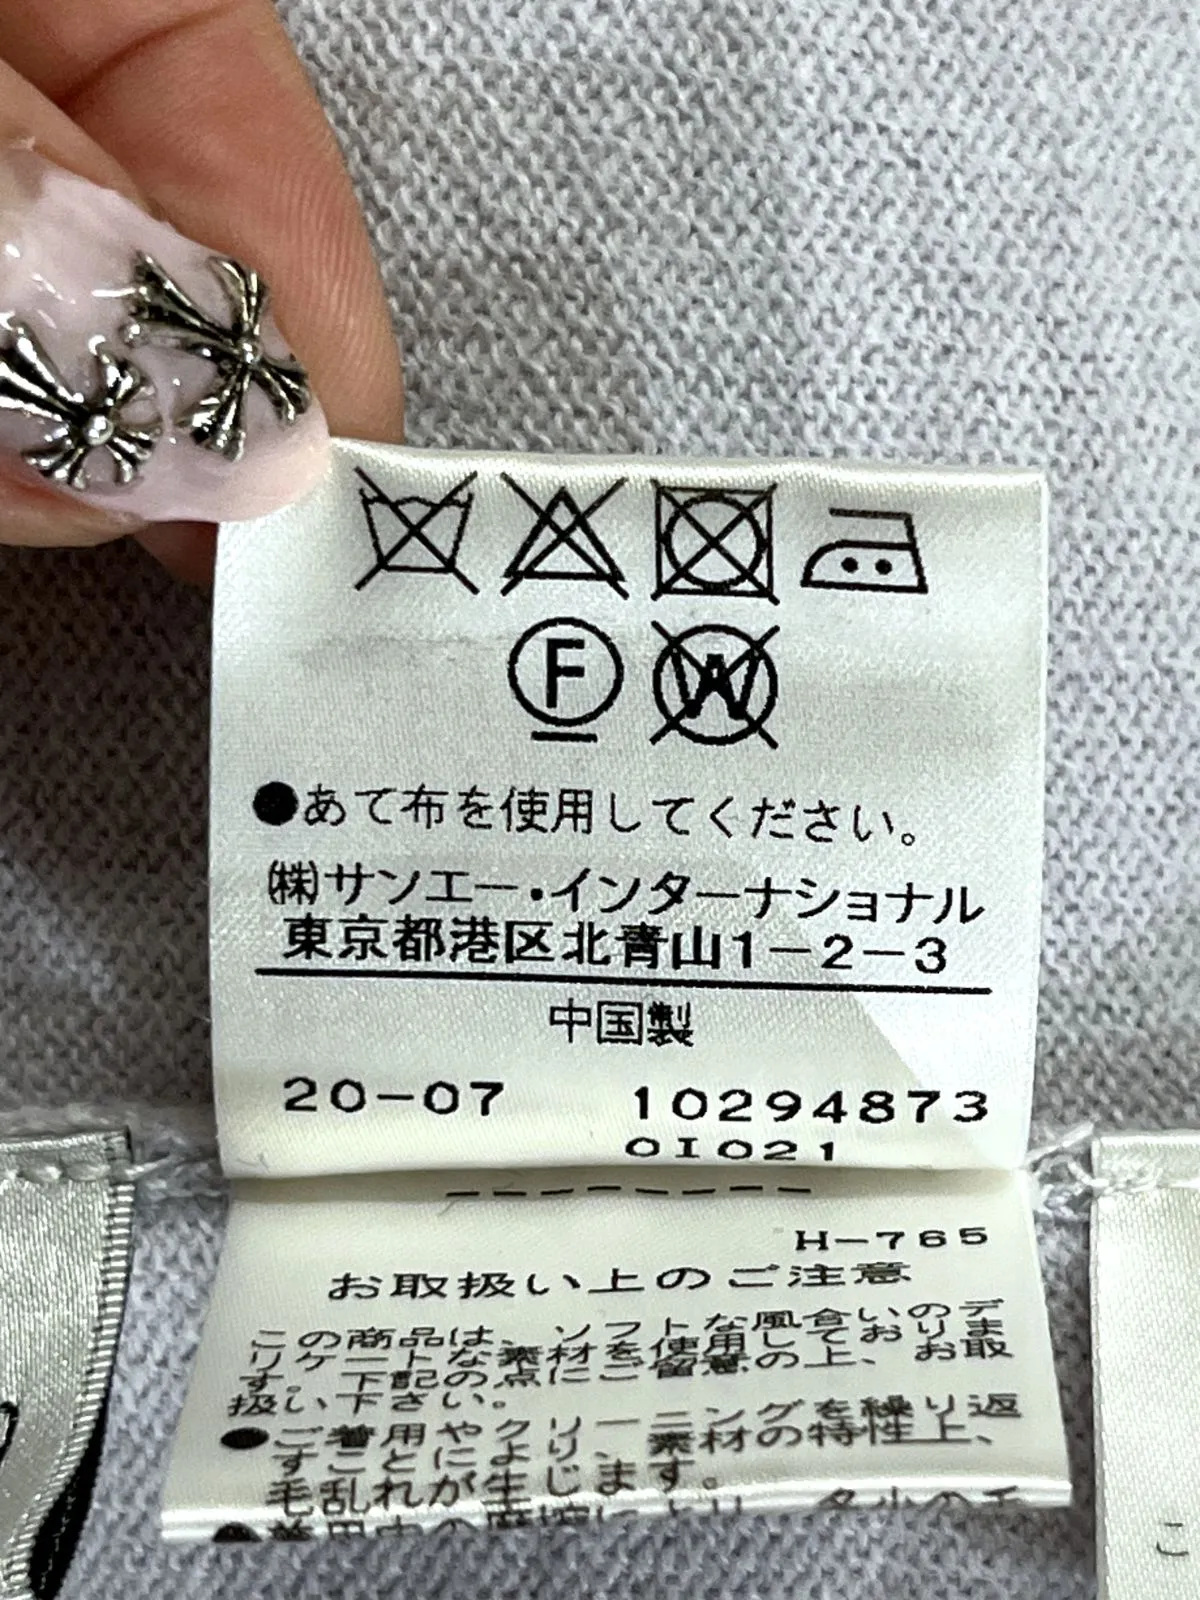 F W
●あて布を使用してください。
㈱サンエー・インターナショナル
東京都港区北青山1-2-3
中国製
20-07 10294873
01021
--------
H-765
お取扱い上のご注意
この商品は、ソフトな風合いのデ
リケートな素材を使用しておりま
す。下記の点にご留意の上、お取
扱い下さい。
●ご着用やクリーニングを繰り返
すことにより、素材の特性上、
毛乱れが生じます。